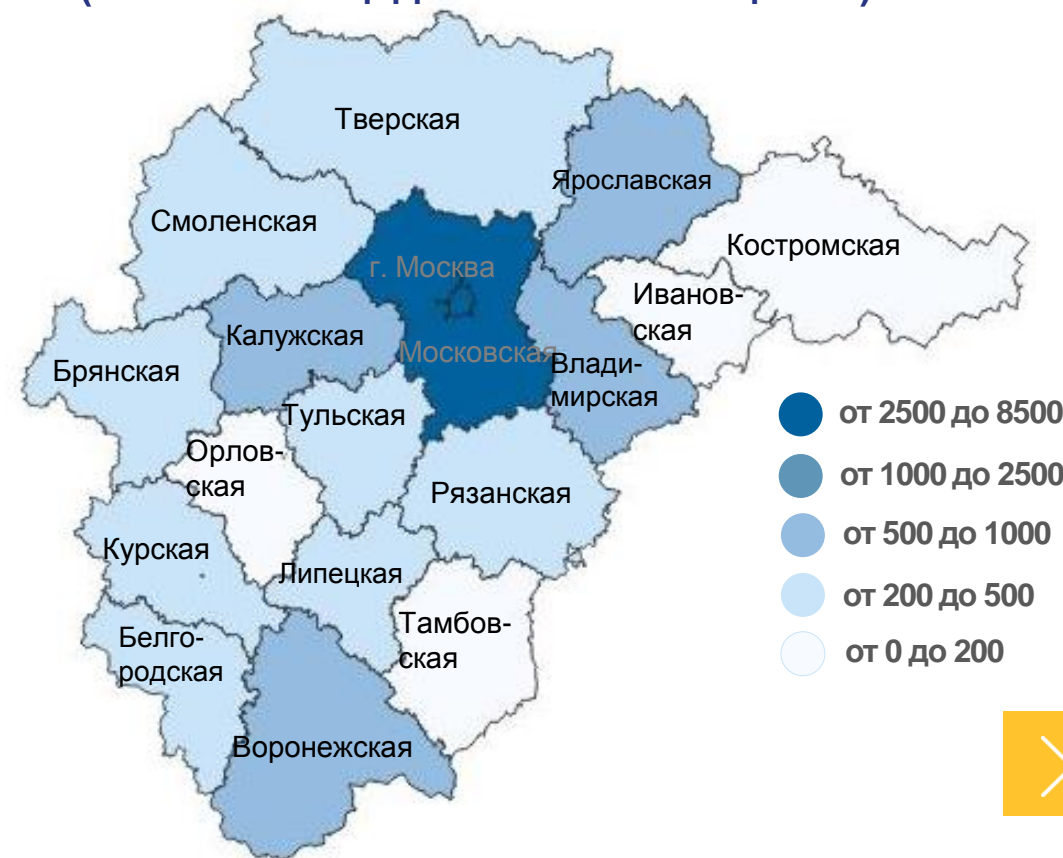 Тверская
Ярославская
Смоленская
Костромская
г. Москва
Иванов-
ская
Калужская
Московская
Влади-
мирская
Брянская
Тульская
Орлов-
ская
Рязанская
Курская
Липецкая
Тамбов-
ская
Белго-
родская
Воронежская
от 2500 до 8500
от 1000 до 2500
от 500 до 1000
от 200 до 500
от 0 до 200